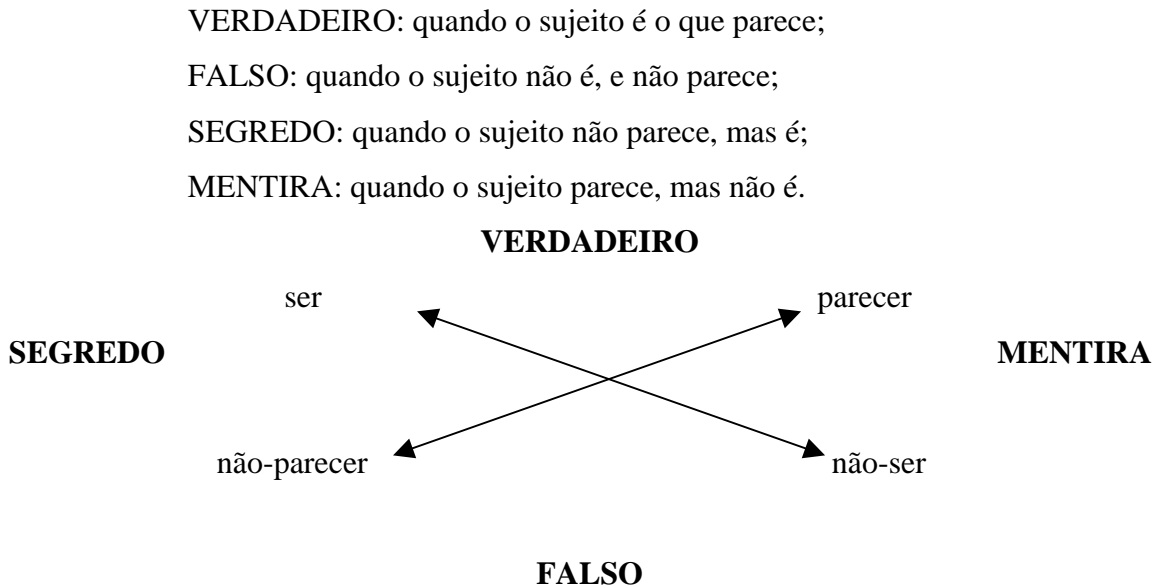 VERDADEIRO: quando o sujeito é o que parece;
FALSO: quando o sujeito não é, e não parece;
SEGREDO: quando o sujeito não parece, mas é;
MENTIRA: quando o sujeito parece, mas não é.
VERDADEIRO
ser parecer
SEGREDO MENTIRA
não-parecer não-ser
FALSO